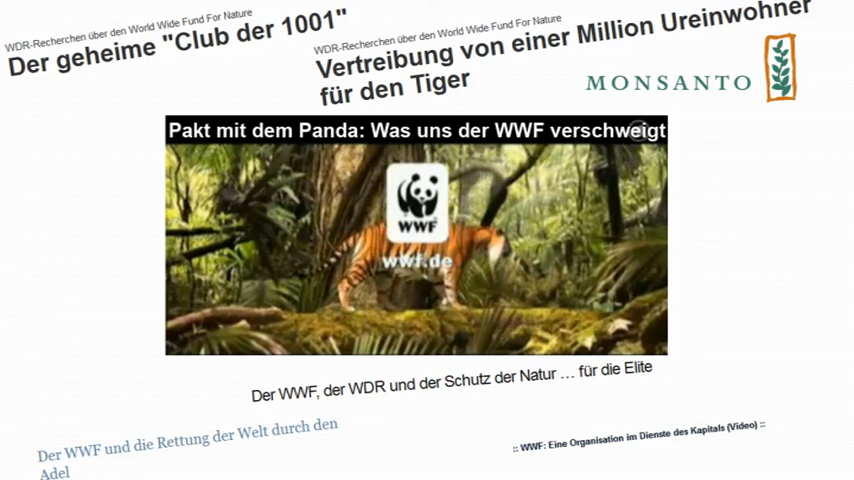 WDR-Recherchen über den World Wide Fund For Nature
Der geheime "Club der 1001"
WDR-Recherchen über den World Wide Fund For Nature
Vertreibung von einer Million Ureinwohner
für den Tiger
MONSANTO
Pakt mit dem Panda: Was uns der WWF verschweigt
WWF
wwf.de
Der WWF, der WDR und der Schutz der Natur … für die Elite
Der WWF und die Rettung der Welt durch den
Adel
:: WWF: Eine Organisation im Dienste des Kapitals (Video) ::